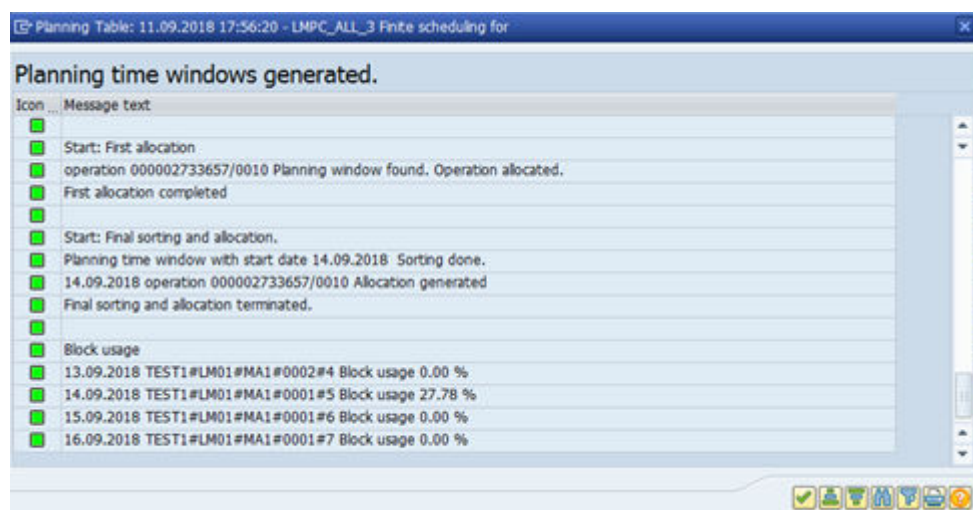 Planning Table: 11.09.2018 17:56:20 - LMPC_ALL_3 Finite scheduling for
Planning time windows generated.
Icon ... Message text
Start: First allocation
operation 000002733657/0010 Planning window found. Operation allocated.
First allocation completed
Start: Final sorting and allocation.
Planning time window with start date 14.09.2018 Sorting done.
14.09.2018 operation 000002733657/0010 Allocation generated
Final sorting and allocation terminated.
Block usage
13.09.2018 TEST1#LM01#MA1#0002#4 Block usage 0.00 %
14.09.2018 TEST1#LM01#MA1#0001#5 Block usage 27.78 %
15.09.2018 TEST1#LM01#MA1#0001#6 Block usage 0.00 %
16.09.2018 TEST1#LM01#MA1#0001#7 Block usage 0.00 %